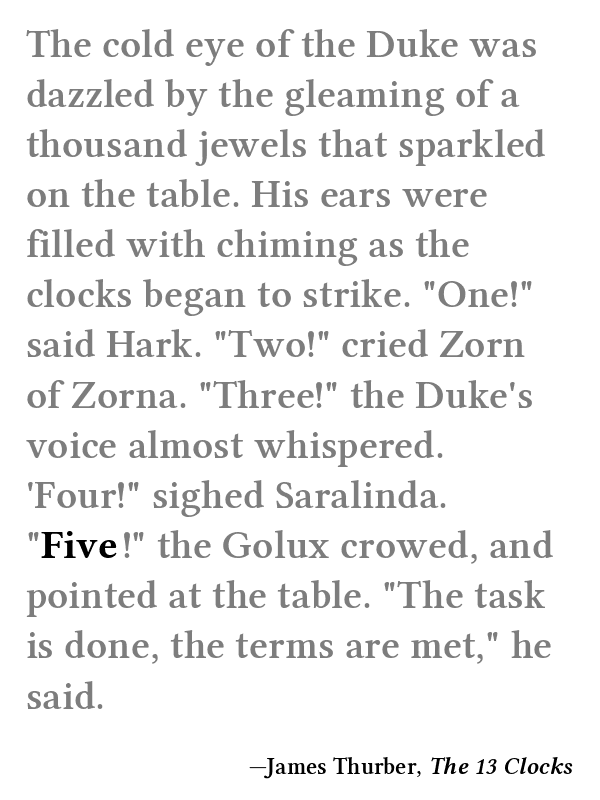 The cold eye of the Duke was
dazzled by the gleaming of a
thousand jewels that sparkled
on the table. His ears were
filled with chiming as the
clocks began to strike. "One!"
said Hark. "Two!" cried Zorn
of Zorna. "Three!" the Duke's
voice almost whispered.
'Four!" sighed Saralinda.
"Five!" the Golux crowed, and
pointed at the table. "The task
is done, the terms are met," he
said.
—James Thurber, The 13 Clocks